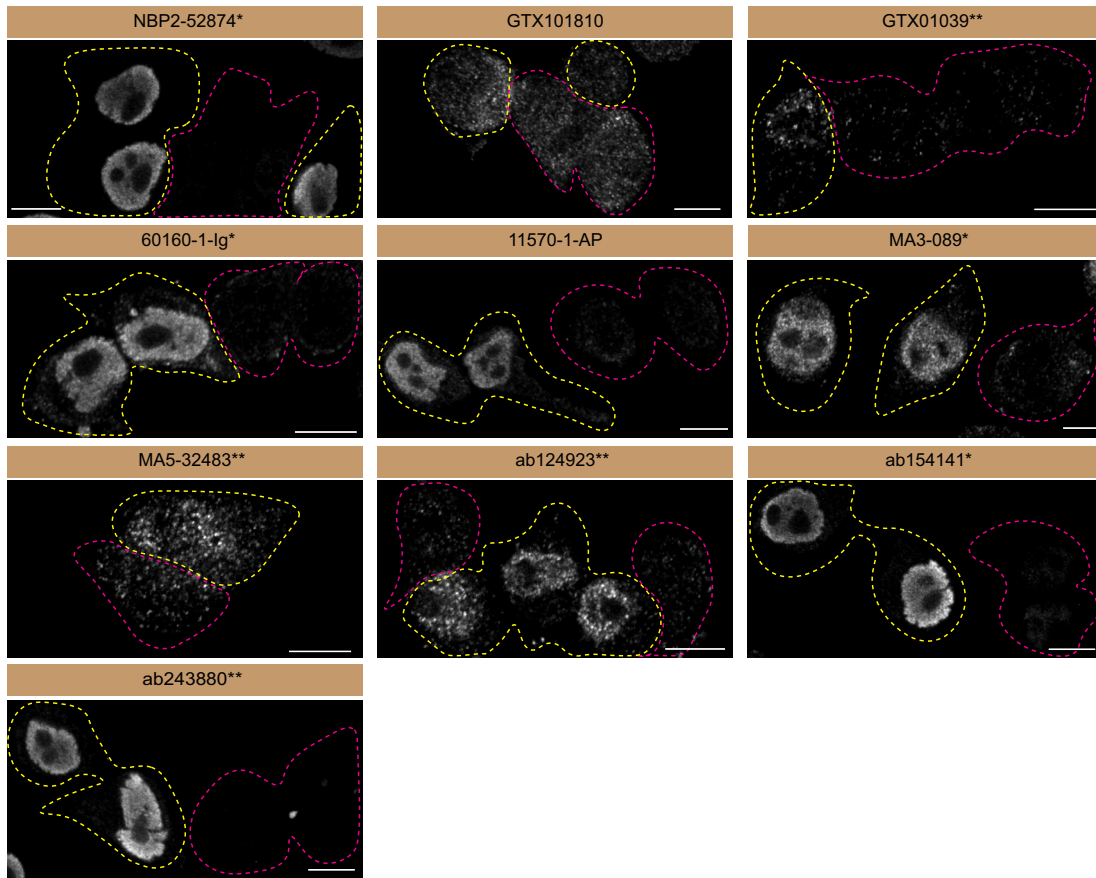 NBP2-52874*
GTX101810
GTX01039**
60160-1-Ig*
11570-1-AP
MA3-089*
MA5-32483**
ab124923**
ab154141*
ab243880**